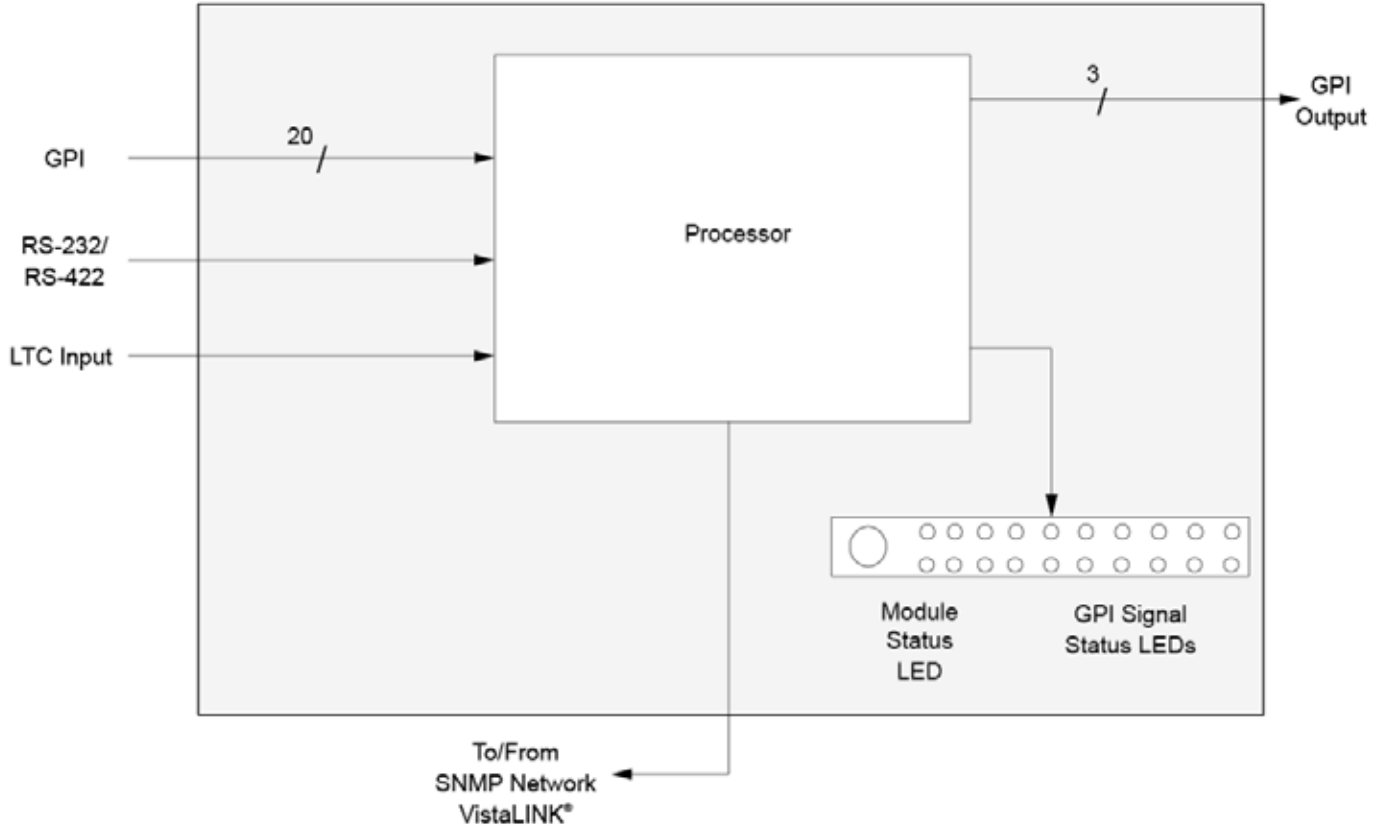 3
GPI
Output
20
GPI
RS-232/
RS-422
Processor
LTC Input
Module
Status
LED
GPI Signal
Status LEDs
To/From
SNMP Network
VistaLINK®